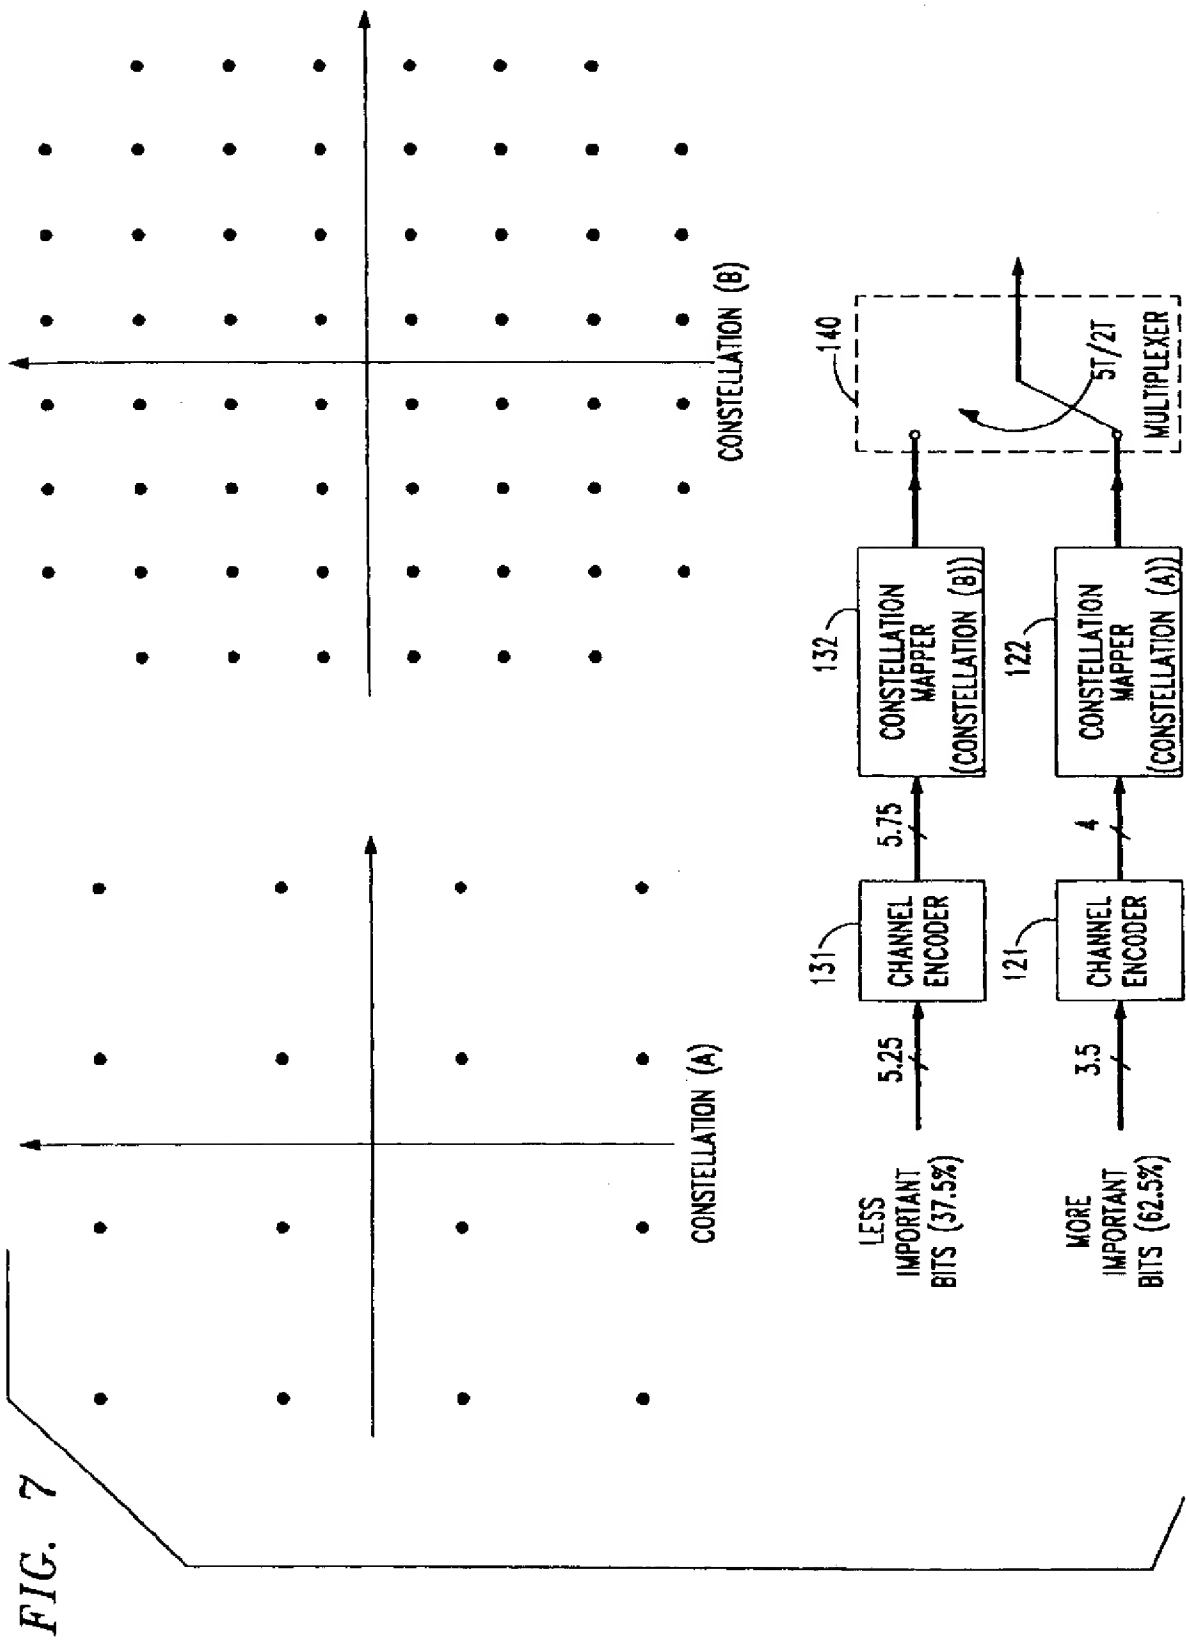 FIG. 7
CONSTELLATION (A)
CONSTELLATION (B)
LESS
IMPORTANT
BITS (37.5%)
5.25
131
CHANNEL
ENCODER
5.75
132
CONSTELLATION
MAPPER
(CONSTELLATION (B))
140
5T/2T
MULTIPLEXER
MORE
IMPORTANT
BITS (62.5%)
3.5
121
CHANNEL
ENCODER
4
122
CONSTELLATION
MAPPER
(CONSTELLATION (A))